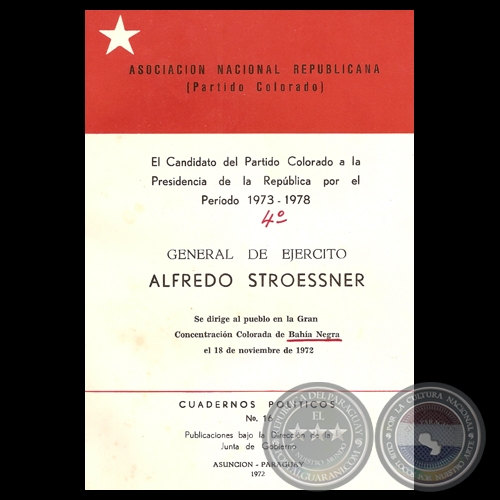 ASOCIACION NACIONAL REPUBLICANA
(Partido Colorado)
El Candidato del Partido Colorado a la
Presidencia de la República por el
Período 1973 - 1978
4º
GENERAL DE EJERCITO
ALFREDO STROESSNER
Se dirige al pueblo en la Gran
Concentración Colorada de Bahía Negra
el 18 de noviembre de 1972
CUADERNOS POLITICOS
No. 16
Publicaciones bajo la Dirección de la
Junta de Gobierno
ASUNCION - PARAGUAY
1972